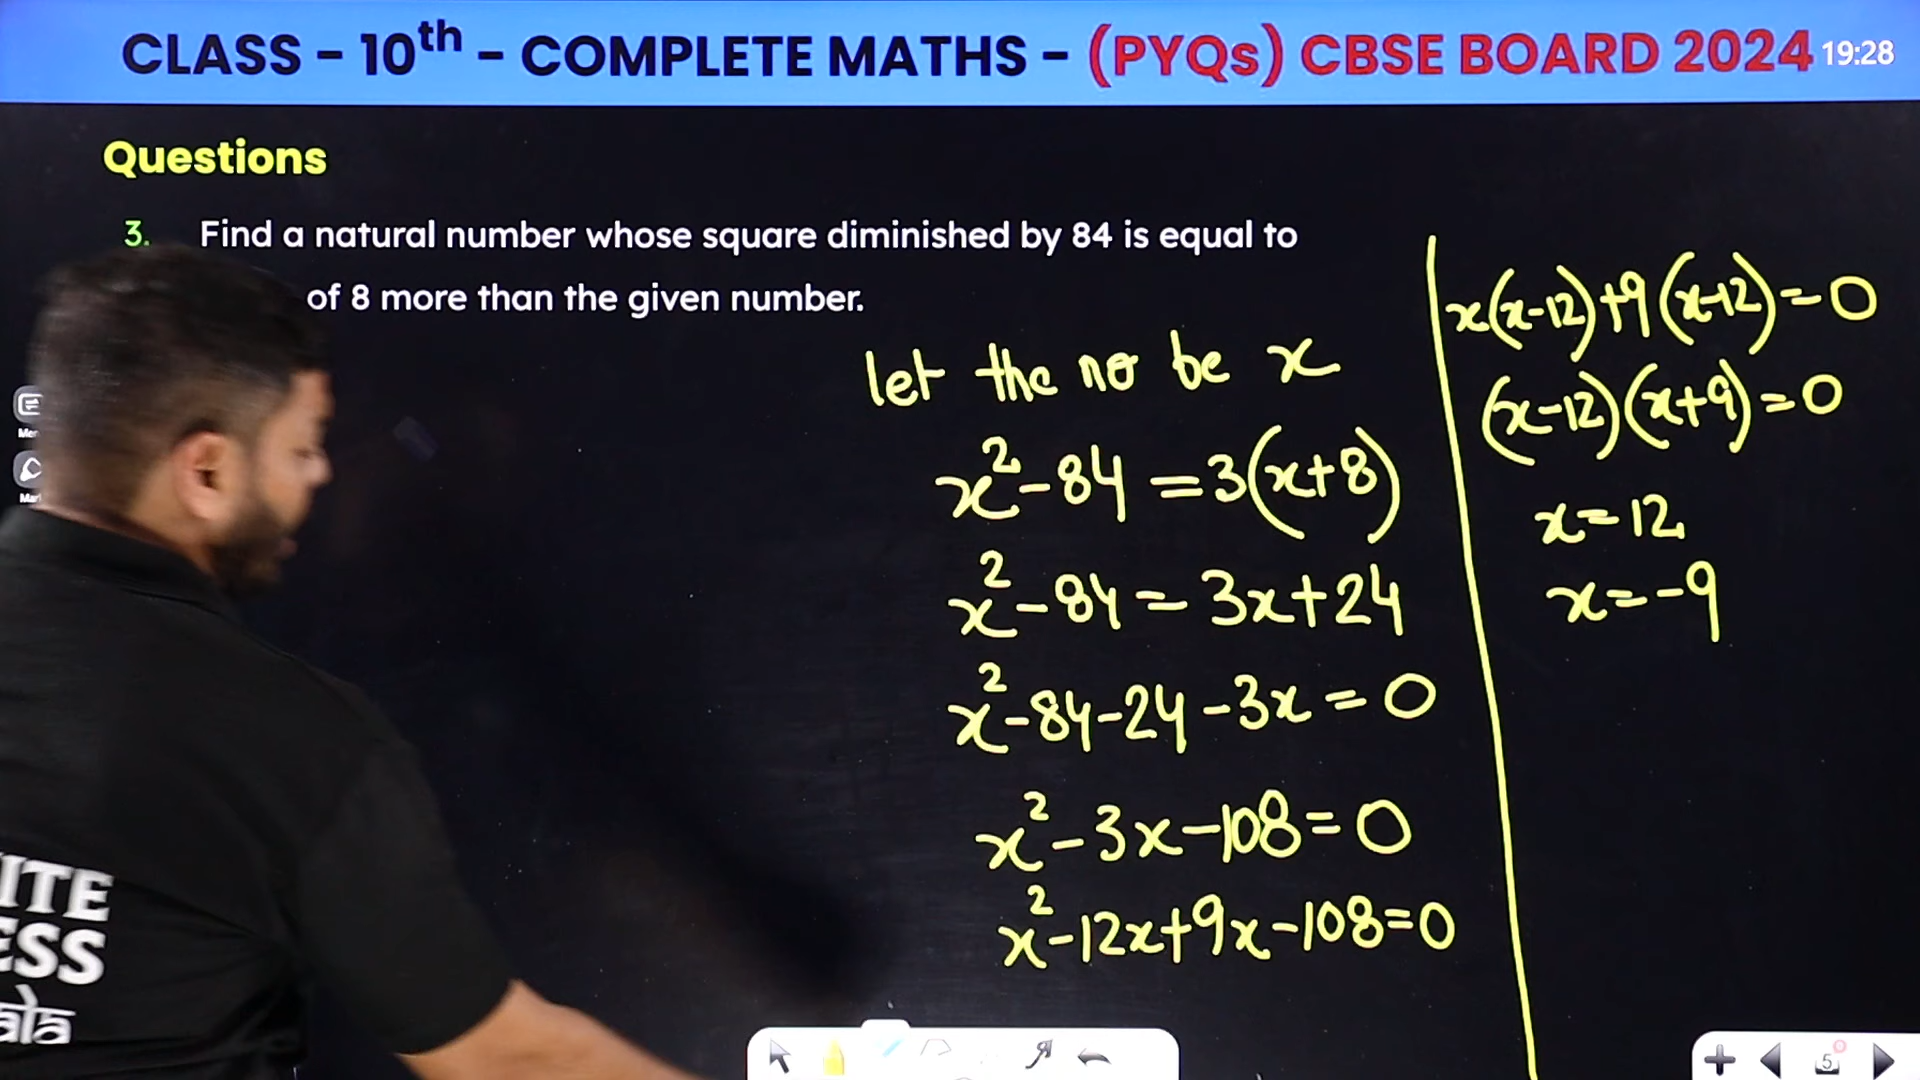 CLASS - 10th - COMPLETE MATHS - (PYQs) CBSE BOARD 2024 19:28
Questions
3. Find a natural number whose square diminished by 84 is equal to
of 8 more than the given number.
let the no be x
x² - 84 = 3(x+8)
x² - 84 = 3x+24
x² - 84 - 24 - 3x = 0
x² - 3x - 108 = 0
x² - 12x + 9x - 108 = 0
x(x-12)+9(x-12)=0
(x-12)(x+9)=0
x=12
x=-9
5